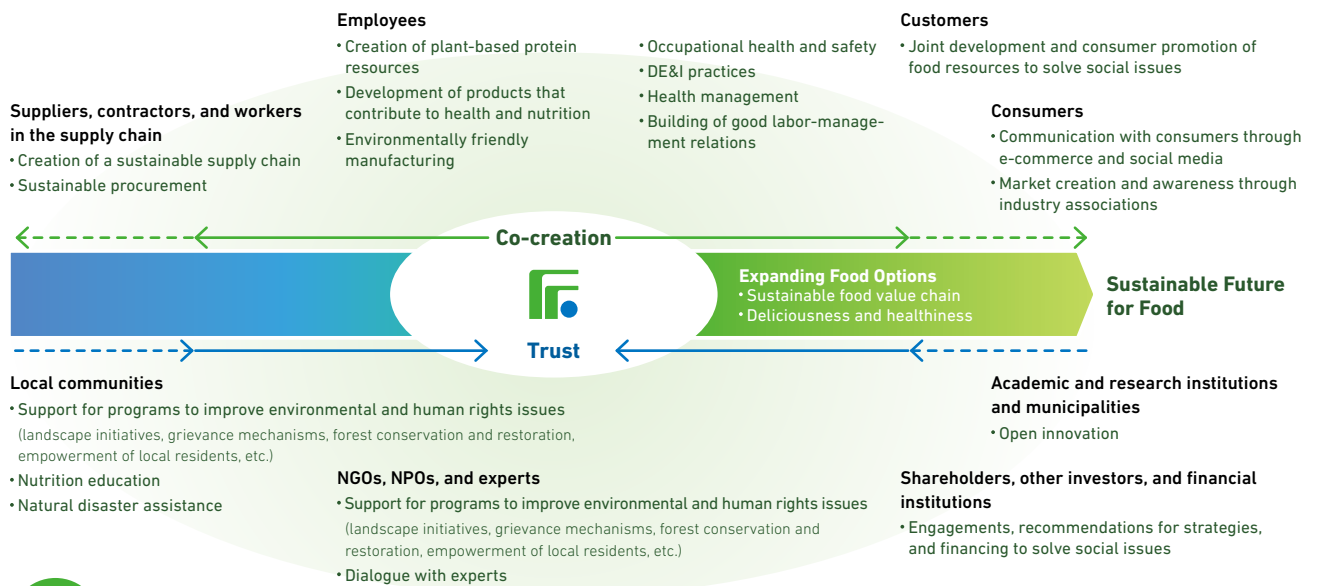 Employees
• Creation of plant-based protein
resources
• Development of products that
contribute to health and nutrition
• Environmentally friendly
manufacturing
• Occupational health and safety
• DE&I practices
• Health management
• Building of good labor-manage-
ment relations
Customers
• Joint development and consumer promotion of
food resources to solve social issues
Suppliers, contractors, and workers
in the supply chain
• Creation of a sustainable supply chain
• Sustainable procurement
Consumers
• Communication with consumers through
e-commerce and social media
• Market creation and awareness through
industry associations
Co-creation
Expanding Food Options
• Sustainable food value chain
• Deliciousness and healthiness
Sustainable Future
for Food
Trust
Local communities
• Support for programs to improve environmental and human rights issues
(landscape initiatives, grievance mechanisms, forest conservation and restoration,
empowerment of local residents, etc.)
• Nutrition education
• Natural disaster assistance
NGOs, NPOs, and experts
• Support for programs to improve environmental and human rights issues
(landscape initiatives, grievance mechanisms, forest conservation and
restoration, empowerment of local residents, etc.)
• Dialogue with experts
Academic and research institutions
and municipalities
• Open innovation
Shareholders, other investors, and financial
institutions
• Engagements, recommendations for strategies,
and financing to solve social issues